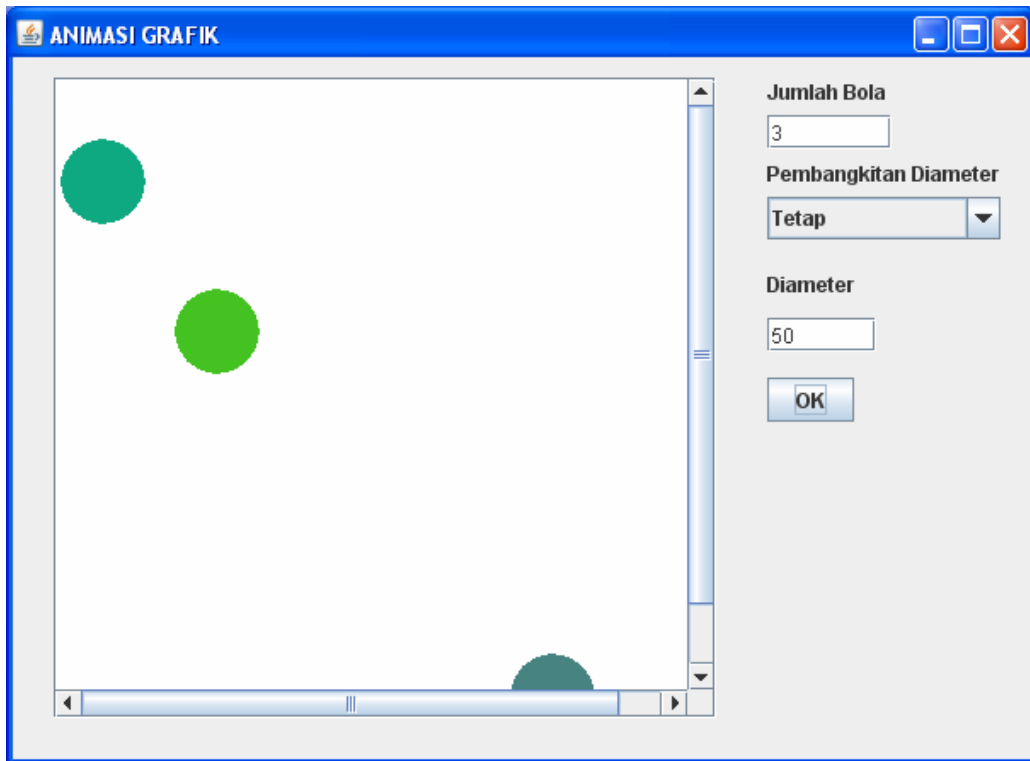 ANIMASI GRAFIK
Jumlah Bola
3
Pembangkitan Diameter
Tetap
Diameter
50
OK